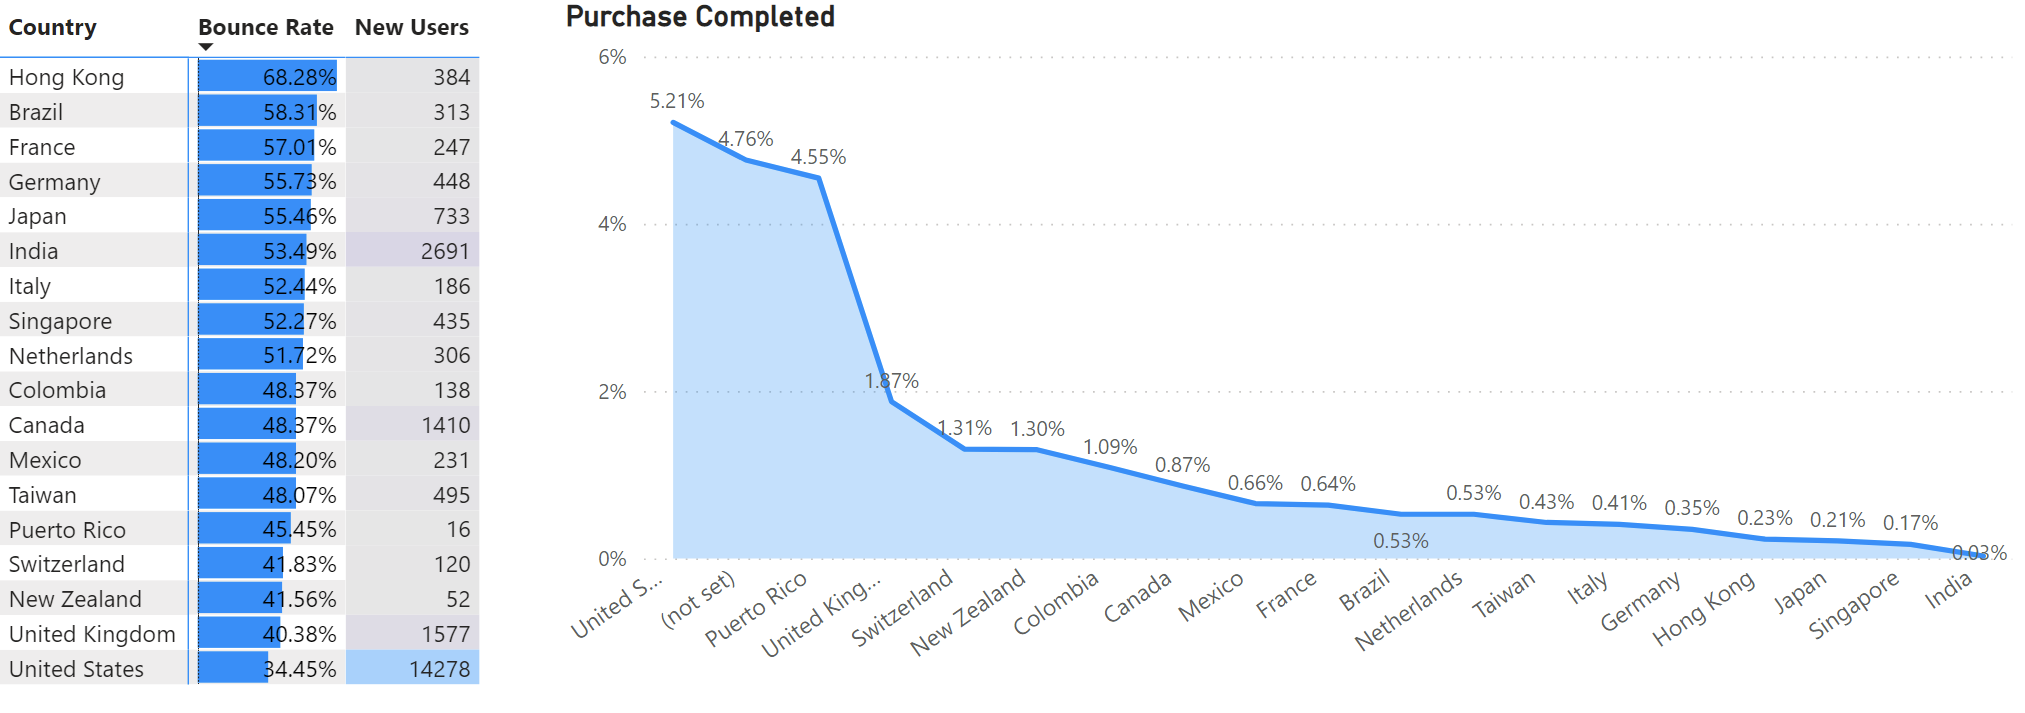 Country Bounce Rate New Users
Hong Kong 68.28% 384
Brazil 58.31% 313
France 57.01% 247
Germany 55.73% 448
Japan 55.46% 733
India 53.49% 2691
Italy 52.44% 186
Singapore 52.27% 435
Netherlands 51.72% 306
Colombia 48.37% 138
Canada 48.37% 1410
Mexico 48.20% 231
Taiwan 48.07% 495
Puerto Rico 45.45% 16
Switzerland 41.83% 120
New Zealand 41.56% 52
United Kingdom 40.38% 1577
United States 34.45% 14278
Purchase Completed
6%
4%
2%
0%
5.21%
4.76%
4.55%
1.87%
1.31%
1.30%
1.09%
0.87%
0.66%
0.64%
0.53%
0.53%
0.43%
0.41%
0.35%
0.23%
0.21%
0.17%
0.03%
United S...
(not set)
Puerto Rico
United King...
Switzerland
New Zealand
Colombia
Canada
Mexico
France
Brazil
Netherlands
Taiwan
Italy
Germany
Hong Kong
Japan
Singapore
India